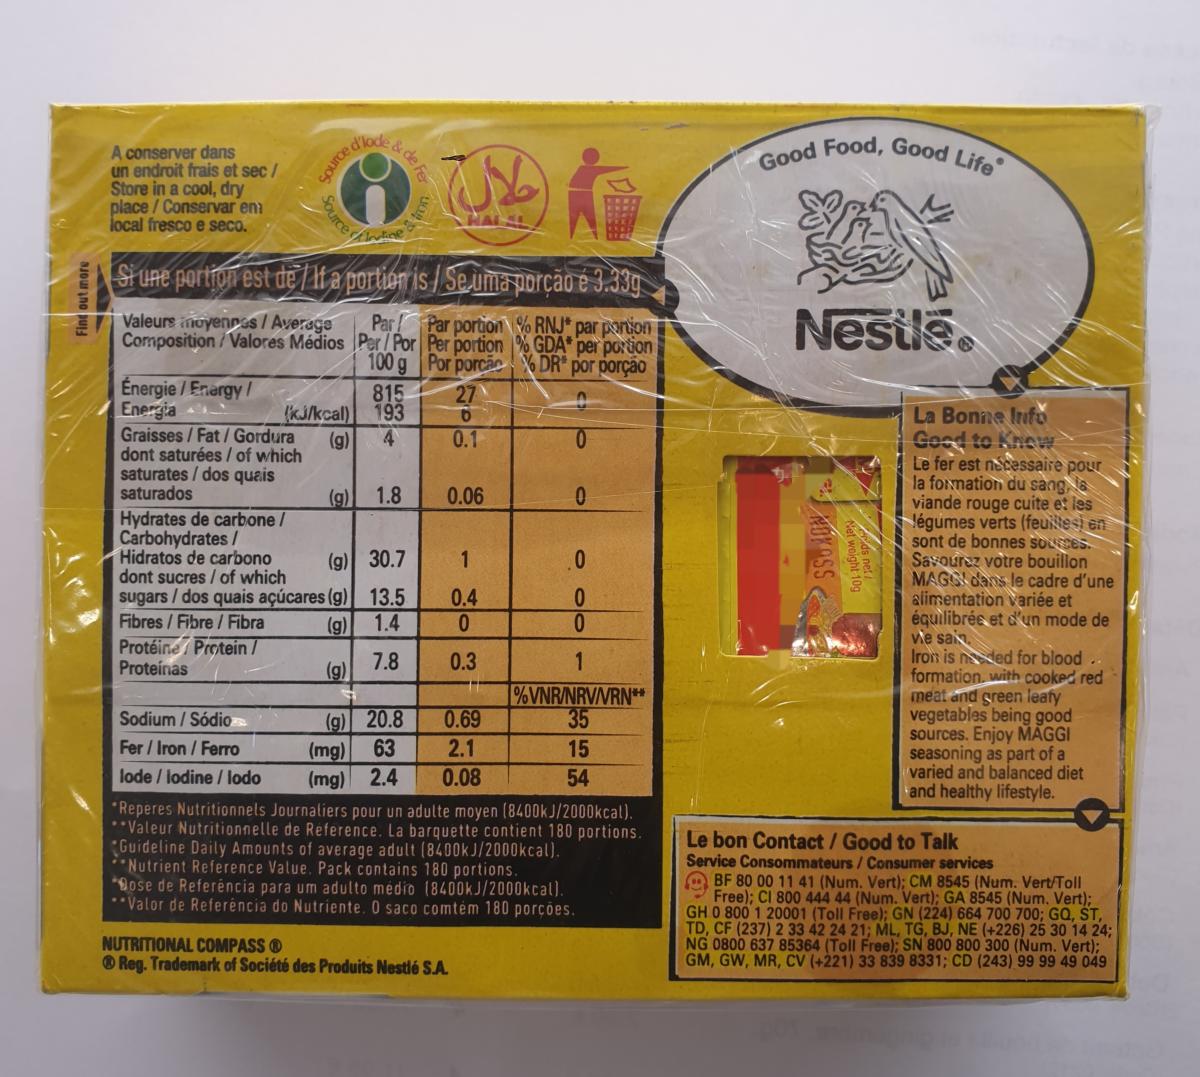 A conserver dans
un endroit frais et sec /
Store in a cool, dry
place / Conservar em
local fresco e seco.
Source d'Iode & de Fer
Source of Iodine & Iron
حلال
HALAL
Good Food, Good Life®
Nestlé®
Find out more
Si une portion est de / If a portion is / Se uma porção é 3.33g
Valeurs moyennes / Average Composition / Valores Médios | Par / Per / Por 100 g | Par portion Per portion Por porcão | % RNJ* par portion % GDA* per portion % DR* por porção
Énergie / Energy / Energia (kJ/kcal) 815 193 | 27 6 | 0
Graisses / Fat / Gordura (g) 4 0.1 0
dont saturées / of which
saturates / dos quais
saturados (g) 1.8 0.06 0
Hydrates de carbone /
Carbohydrates /
Hidratos de carbono (g) 30.7 1 0
dont sucres / of which
sugars / dos quais açúcares (g) 13.5 0.4 0
Fibres / Fibre / Fibra (g) 1.4 0 0
Protéine / Protein /
Proteínas (g) 7.8 0.3 1
%VNR/NRV/VRN**
Sodium / Sódio (g) 20.8 0.69 35
Fer / Iron / Ferro (mg) 63 2.1 15
Iode / Iodine / Iodo (mg) 2.4 0.08 54
*Reperes Nutritionnels Journaliers pour un adulte moyen (8400kJ/2000kcal).
**Valeur Nutritionnelle de Reference. La barquette contient 180 portions.
*Guideline Daily Amounts of average adult (8400kJ/2000kcal).
**Nutrient Reference Value. Pack contains 180 portions.
*Dose de Referência para um adulto médio (8400kJ/2000kcal).
**Valor de Referência do Nutriente. O saco comtém 180 porções.
NUTRITIONAL COMPASS ®
® Reg. Trademark of Société des Produits Nestlé S.A.
Net weight 10g
La Bonne Info
Good to Know
Le fer est nécessaire pour
la formation du sang, la
viande rouge cuite et les
légumes verts (feuilles) en
sont de bonnes sources.
Savourez votre bouillon
MAGGI dans le cadre d'une
alimentation variée et
équilibrée et d'un mode de
vie sain.
Iron is needed for blood
formation, with cooked red
meat and green leafy
vegetables being good
sources. Enjoy MAGGI
seasoning as part of a
varied and balanced diet
and healthy lifestyle.
Le bon Contact / Good to Talk
Service Consommateurs / Consumer services
BF 80 00 11 41 (Num. Vert); CM 8545 (Num. Vert/Toll
Free); CI 800 444 44 (Num. Vert); GA 8545 (Num. Vert);
GH 0 800 1 20001 (Toll Free); GN (224) 664 700 700; GQ, ST,
TD, CF (237) 2 33 42 24 21; ML, TG, BJ, NE (+226) 25 30 14 24;
NG 0800 637 85364 (Toll Free); SN 800 800 300 (Num. Vert);
GM, GW, MR, CV (+221) 33 839 8331; CD (243) 99 99 49 049